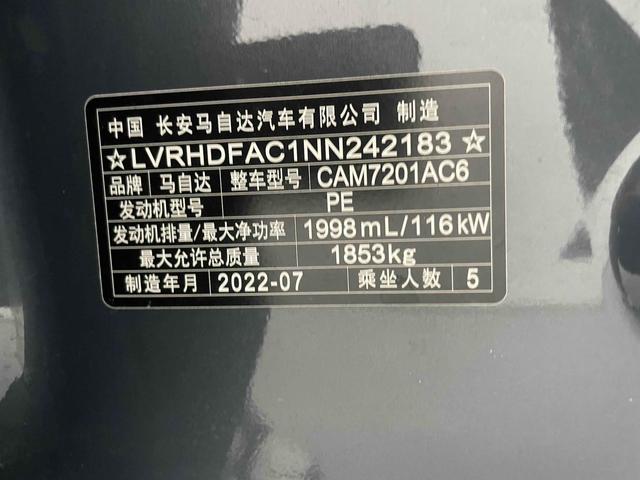 中国 长安马自达汽车有限公司 制造
☆LVRHDFAC1NN242183☆
品牌 马自达 整车型号 CAM7201AC6
发动机型号 PE
发动机排量/最大净功率 1998mL/116kW
最大允许总质量 1853kg
制造年月 2022-07 乘坐人数 5